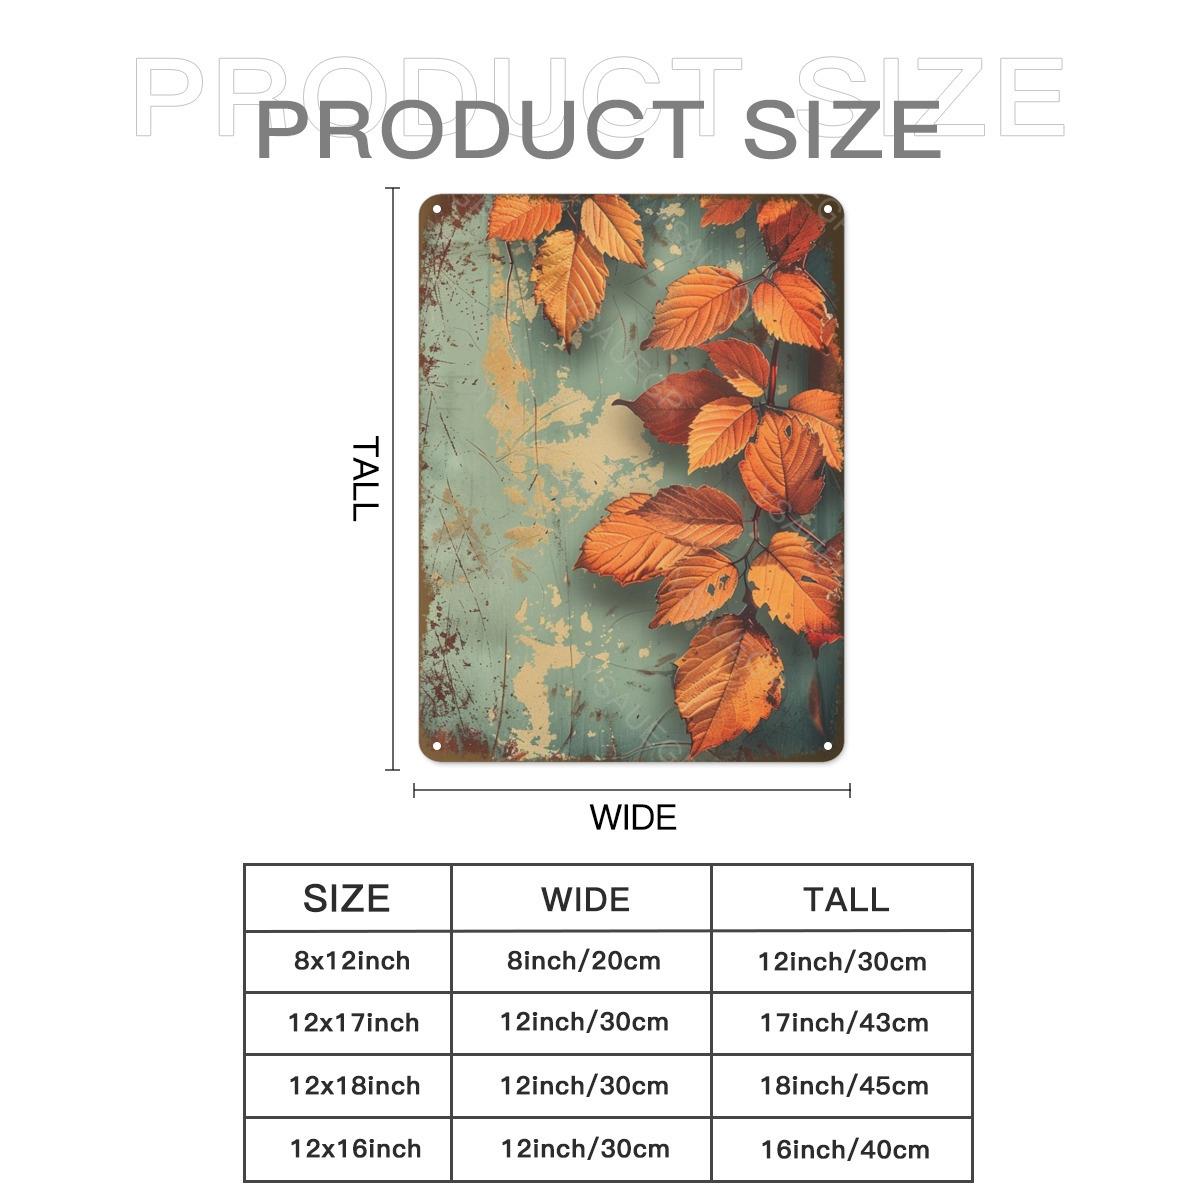 PRODUCT SIZE
PRODUCT SIZE
TALL
WIDE
SIZE WIDE TALL
8x12inch 8inch/20cm 12inch/30cm
12x17inch 12inch/30cm 17inch/43cm
12x18inch 12inch/30cm 18inch/45cm
12x16inch 12inch/30cm 16inch/40cm